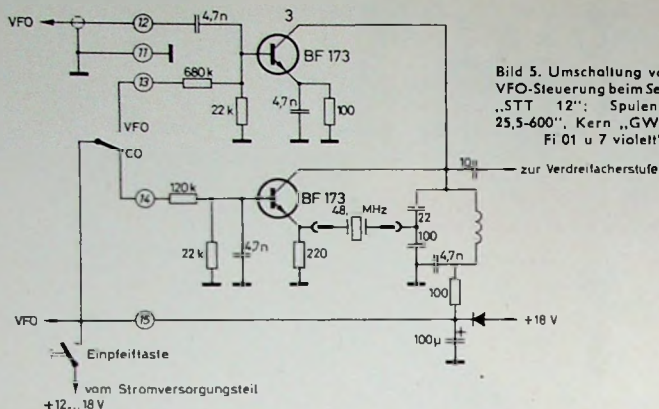 VFO
12
4,7n
3
11
BF 173
13
680k
VFO
22k
4,7n
100
CO
10
zur Verdreifacherstufe
14
120k
BF 173
48,
MHz
22
100
22k
4,7n
220
4,7n
100
VFO
15
+18 V
100µ
+
Einpfeiftaste
vom Stromversorgungsteil
+12...18 V
Bild 5. Umschaltung
VFO-Steuerung beim
„STT 12": Spulen
25,5-600", Kern
Fi 01 u 7 violett"